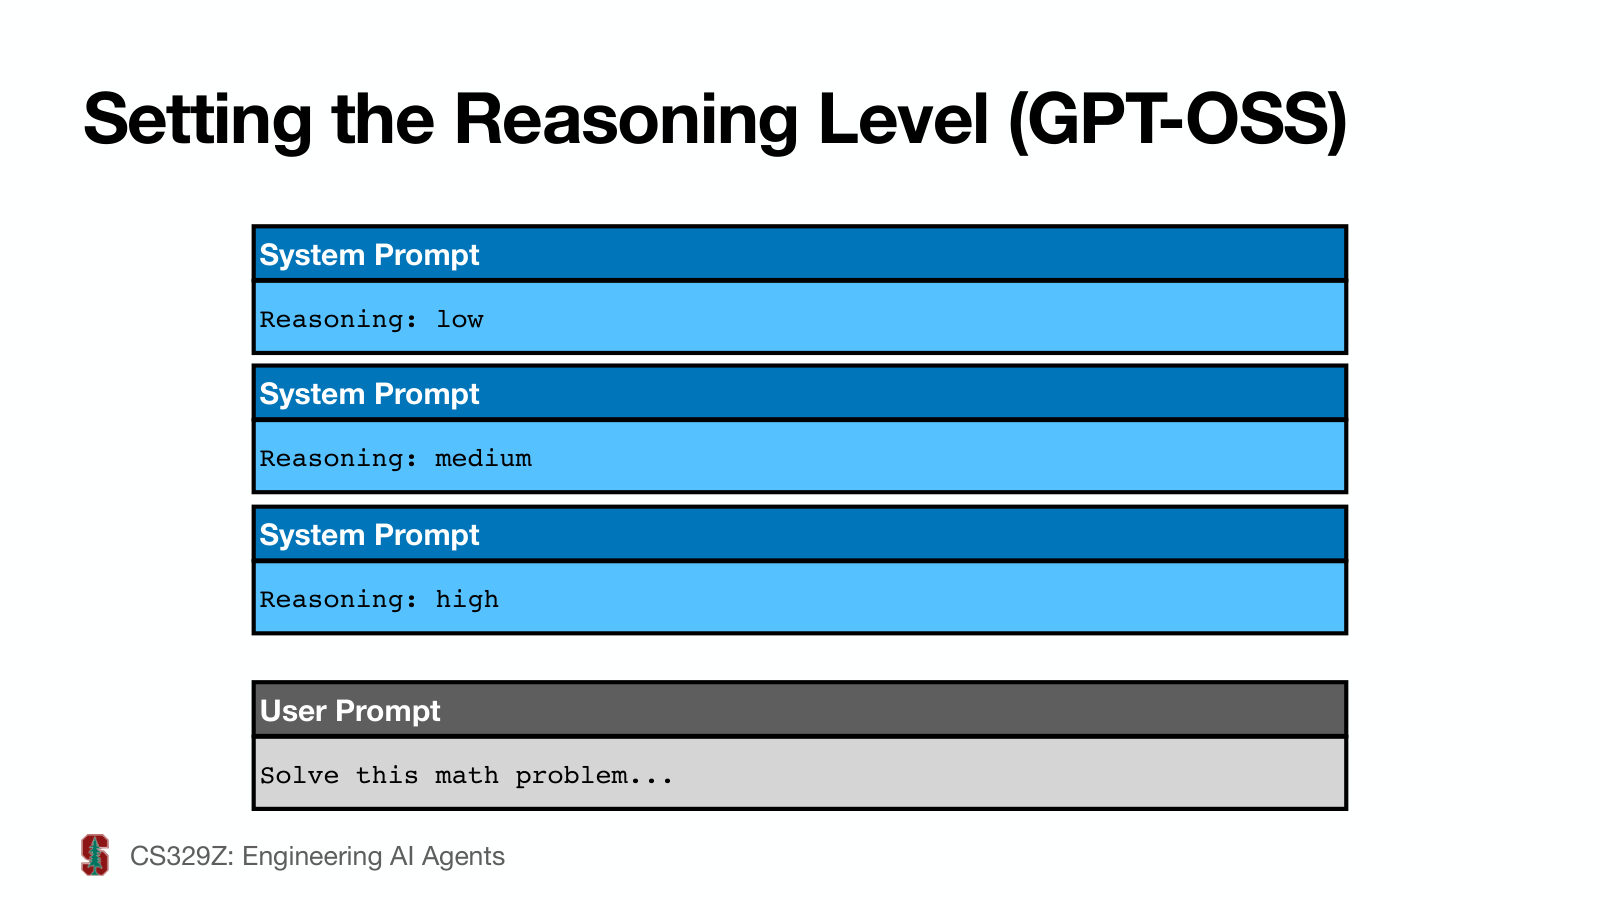 Setting the Reasoning Level (GPT-OSS)
System Prompt
Reasoning: low
System Prompt
Reasoning: medium
System Prompt
Reasoning: high
User Prompt
Solve this math problem...
CS329Z: Engineering AI Agents